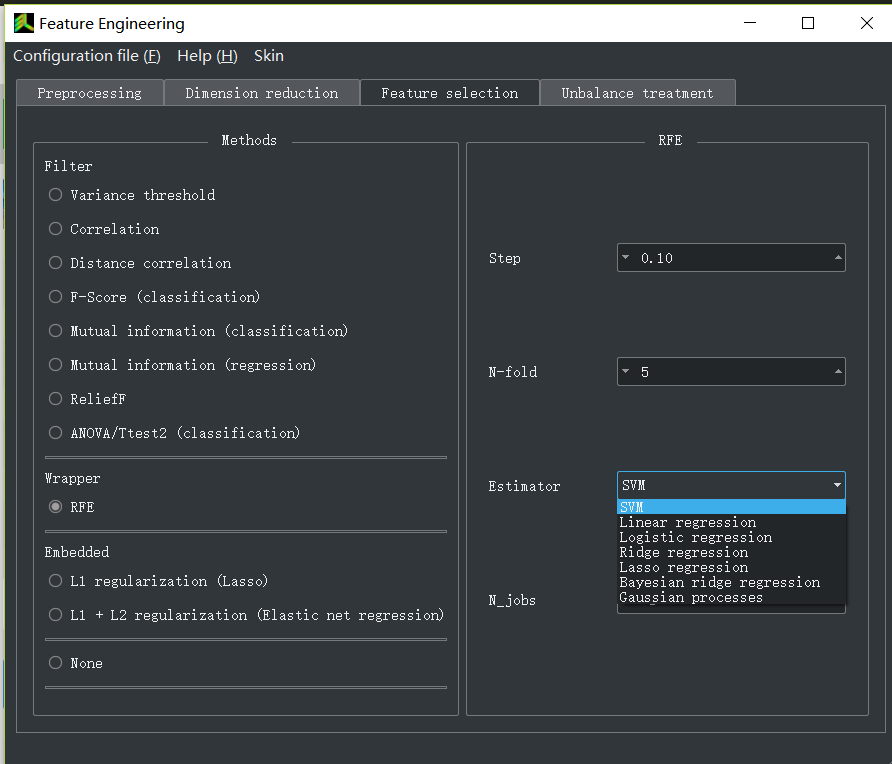 Feature Engineering
Configuration file (F) Help (H) Skin
Preprocessing Dimension reduction Feature selection Unbalance treatment
Methods
Filter
Variance threshold
Correlation
Distance correlation
F-Score (classification)
Mutual information (classification)
Mutual information (regression)
ReliefF
ANOVA/Ttest2 (classification)
Wrapper
RFE
Embedded
L1 regularization (Lasso)
L1 + L2 regularization (Elastic net regression)
None
RFE
Step 0.10
N-fold 5
Estimator SVM
SVM
Linear regression
Logistic regression
Ridge regression
Lasso regression
Bayesian ridge regression
Gaussian processes
N_jobs